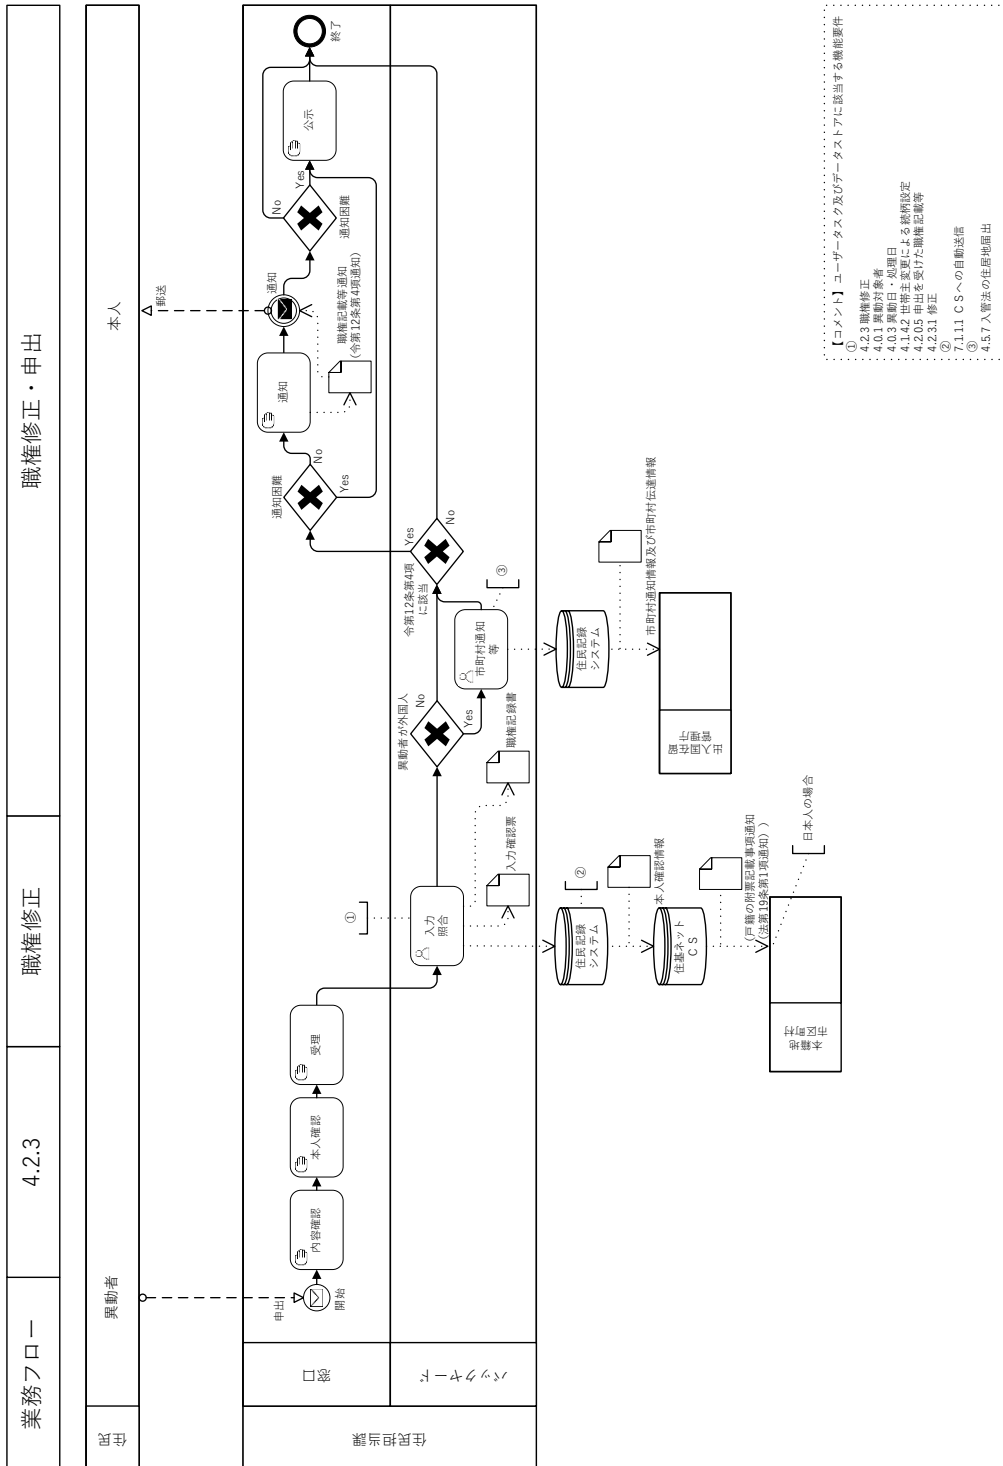 業務フロー
4.2.3
職権修正
職権修正・申出
住民
異動者
本人
住民担当課
窓口
バックヤード
申出
開始
内容確認
本人確認
受理
入力
照合
①
入力確認票
職権記録書
住民記録
システム
②
本人確認情報
住基ネット
ＣＳ
(戸籍の附票記載事項通知
(法第19条第1項通知))
日本人の場合
本籍地
市区町村
異動者が外国人
No
Yes
市町村通知
等
③
住民記録
システム
市町村通知情報及び市町村伝達情報
出入国在留
管理庁
令第12条第4項
に該当
Yes
No
通知困難
No
Yes
通知
職権記載等通知
(令第12条第4項通知)
通知
郵送
通知困難
No
Yes
公示
終了
【コメント】ユーザータスク及びデータストアに該当する機能要件
①
4.2.3 職権修正
4.0.1 異動対象者
4.0.3 異動日・処理日
4.1.4.2 世帯主変更による続柄設定
4.2.0.5 申出を受けた職権記載等
4.2.3.1 修正
②
7.1.1.1 ＣＳへの自動送信
③
4.5.7 入管法の住居地届出